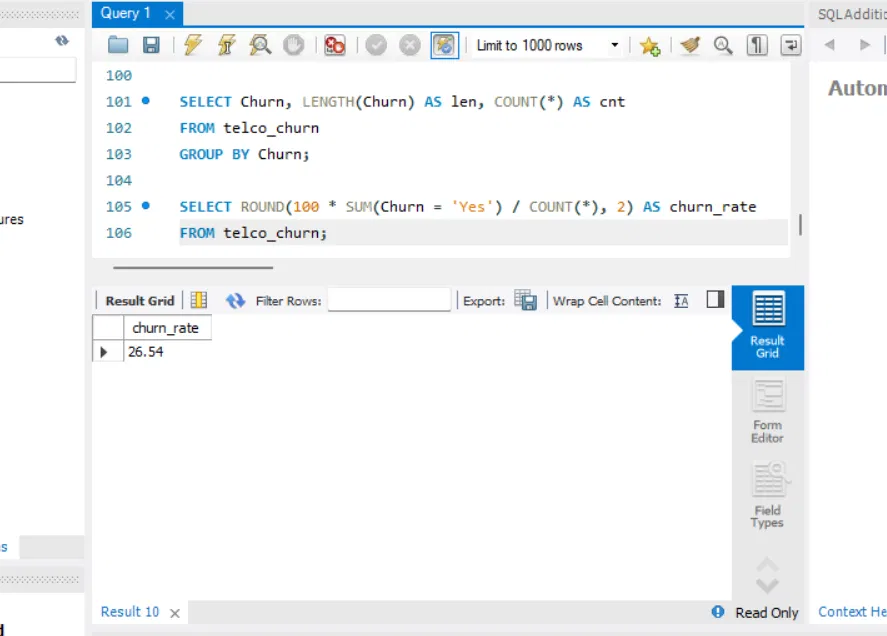 Query 1
SQLAdditio
Limit to 1000 rows
Autom
100
101 SELECT Churn, LENGTH(Churn) AS len, COUNT(*) AS cnt
102 FROM telco_churn
103 GROUP BY Churn;
104
105 SELECT ROUND(100 * SUM(Churn = 'Yes') / COUNT(*), 2) AS churn_rate
106 FROM telco_churn;
ures
Result Grid
Filter Rows:
Export:
Wrap Cell Content:
churn_rate
26.54
Result
Grid
Form
Editor
Field
Types
s
Result 10
Read Only
Context He
d